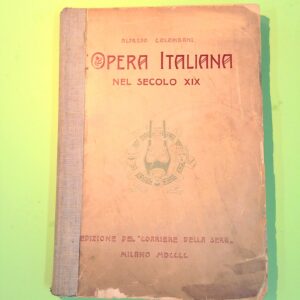 ALFREDO COLOMBANI
L'OPERA ITALIANA
NEL SECOLO XIX
EDIZIONE DEL "CORRIERE DELLA SERA"
MILANO MDCCCC